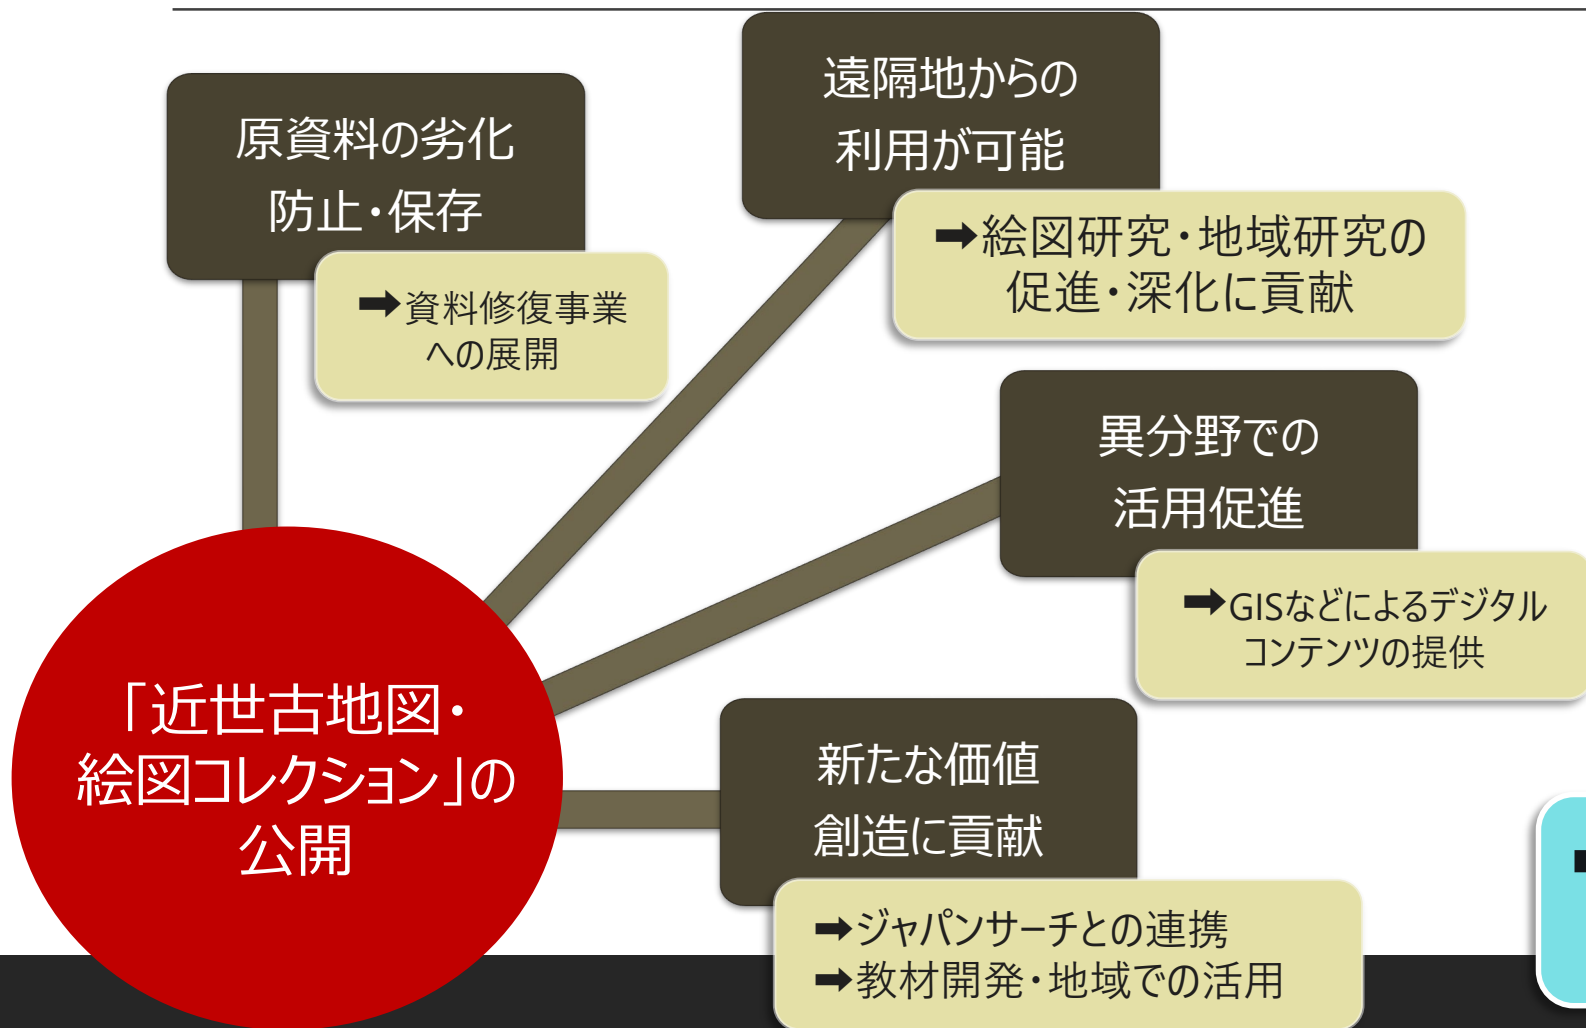 原資料の劣化
防止・保存
➡資料修復事業
への展開
遠隔地からの
利用が可能
➡絵図研究・地域研究の
促進・深化に貢献
異分野での
活用促進
➡GISなどによるデジタル
コンテンツの提供
新たな価値
創造に貢献
➡ジャパンサーチとの連携
➡教材開発・地域での活用
「近世古地図・
絵図コレクション」の
公開